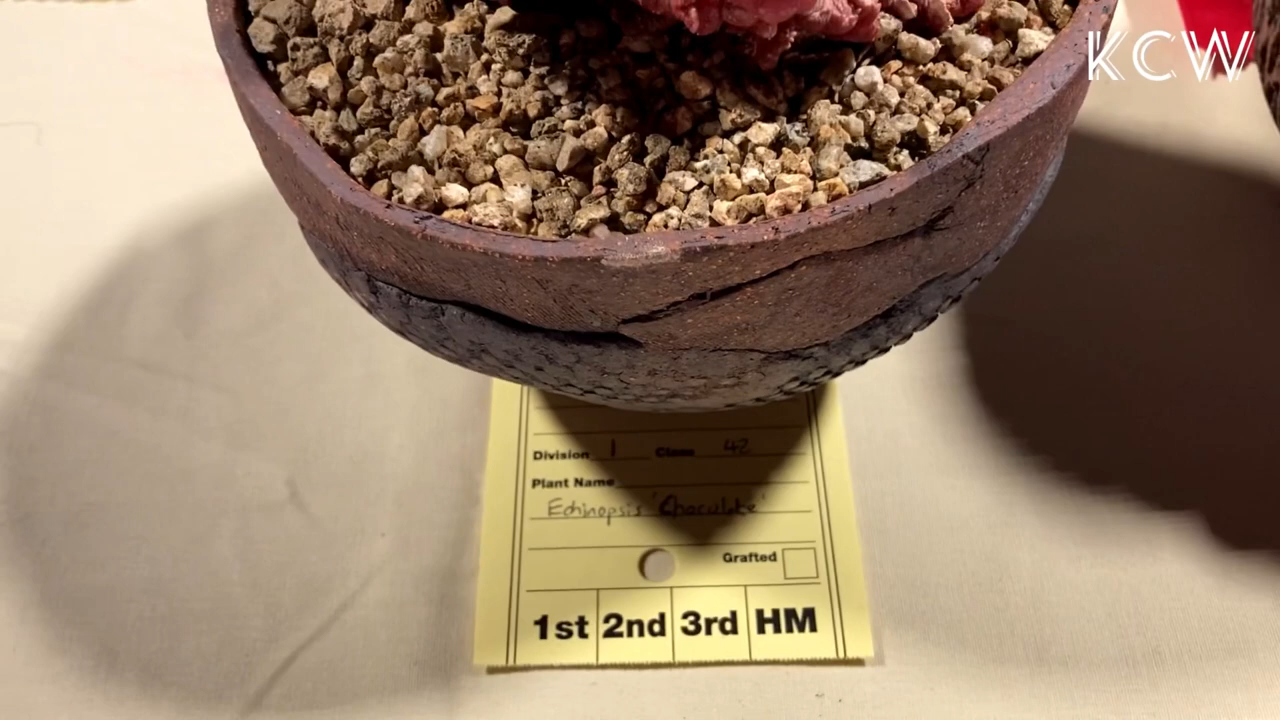 KCW
Division 1 Class 42
Plant Name
Echinopsis 'Chocolate'
Grafted
1st 2nd 3rd HM